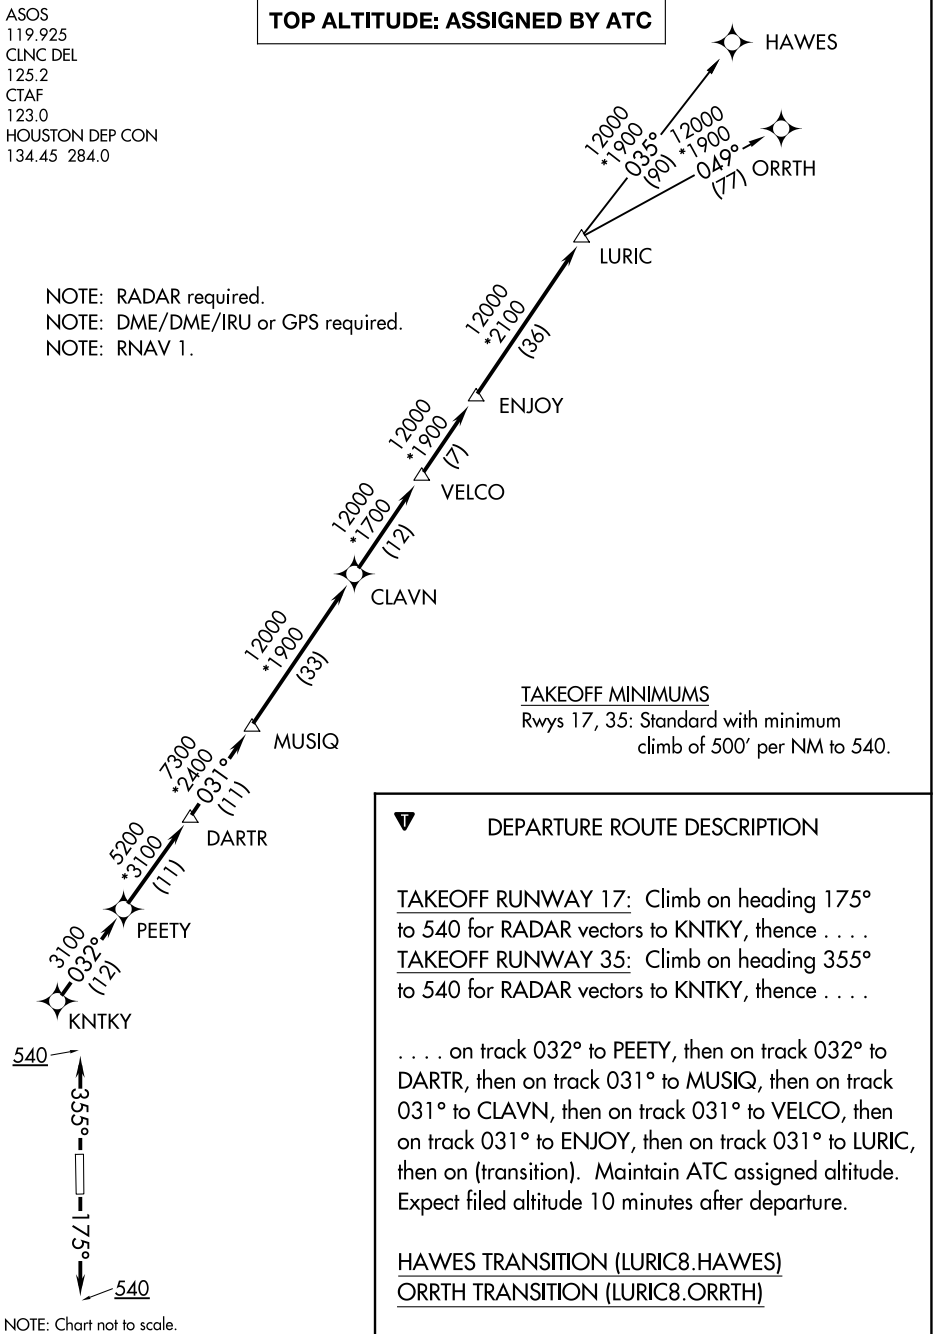 ASOS
119.925
CLNC DEL
125.2
CTAF
123.0
HOUSTON DEP CON
134.45 284.0
TOP ALTITUDE: ASSIGNED BY ATC
HAWES
12000
*1900
035°
(90)
12000
*1900
049°
(77)
ORRTH
LURIC
NOTE: RADAR required.
NOTE: DME/DME/IRU or GPS required.
NOTE: RNAV 1.
12000
*2100
(36)
ENJOY
12000
*1900
(7)
VELCO
12000
*1700
(12)
CLAVN
12000
*1900
(33)
MUSIQ
TAKEOFF MINIMUMS
Rwys 17, 35: Standard with minimum
climb of 500' per NM to 540.
7300
*2400
031°
(11)
DARTR
5200
*3100
(11)
PEETY
3100
032°
(12)
KNTKY
540
355°
175°
540
NOTE: Chart not to scale.
T
DEPARTURE ROUTE DESCRIPTION
TAKEOFF RUNWAY 17: Climb on heading 175°
to 540 for RADAR vectors to KNTKY, thence . . . .
TAKEOFF RUNWAY 35: Climb on heading 355°
to 540 for RADAR vectors to KNTKY, thence . . . .
. . . . on track 032° to PEETY, then on track 032° to
DARTR, then on track 031° to MUSIQ, then on track
031° to CLAVN, then on track 031° to VELCO, then
on track 031° to ENJOY, then on track 031° to LURIC,
then on (transition). Maintain ATC assigned altitude.
Expect filed altitude 10 minutes after departure.
HAWES TRANSITION (LURIC8.HAWES)
ORRTH TRANSITION (LURIC8.ORRTH)